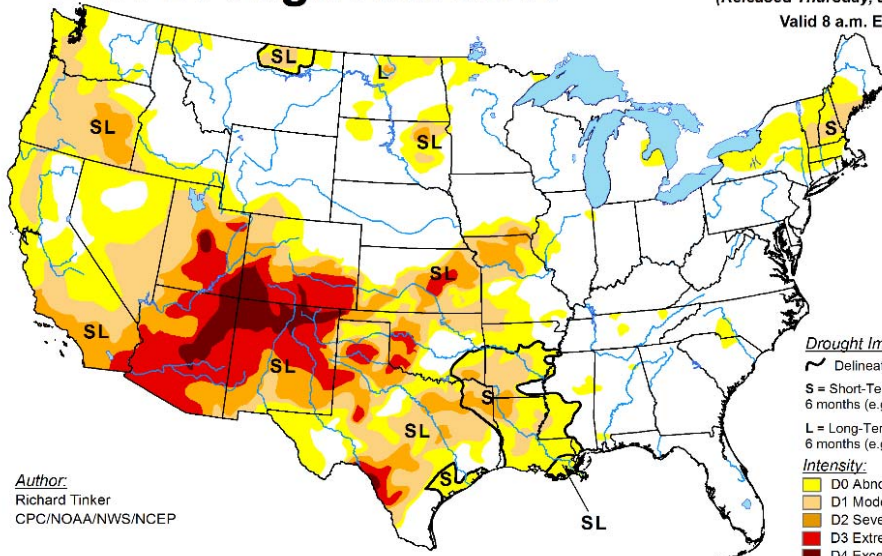 (Released Thursday,
Valid 8 a.m. E
SL
L
SL
SL
S
SL
SL
SL
S
SL
S
SL
Drought Im
Delineat
S = Short-Te
6 months (e.g
L = Long-Ter
6 months (e.g
Intensity:
D0 Abno
D1 Mode
D2 Seve
D3 Extre
D4 Exce
Author:
Richard Tinker
CPC/NOAA/NWS/NCEP